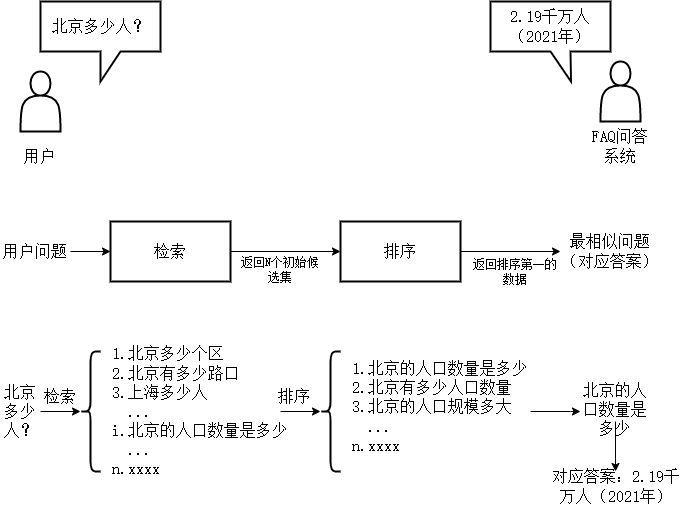 北京多少人?
2.19千万人
（2021年）
用户
FAQ问答
系统
用户问题
检索
返回N个初始候
选集
排序
返回排序第一的
数据
最相似问题
（对应答案）
北京
多少
人?
检索
1.北京多少个区
2.北京有多少路口
3.上海多少人
...
i.北京的人口数量是多少
...
n.xxxx
排序
1.北京的人口数量是多少
2.北京有多少人口数量
3.北京的人口规模多大
...
n.xxxx
北京的人
口数量是
多少
对应答案：2.19千
万人（2021年）